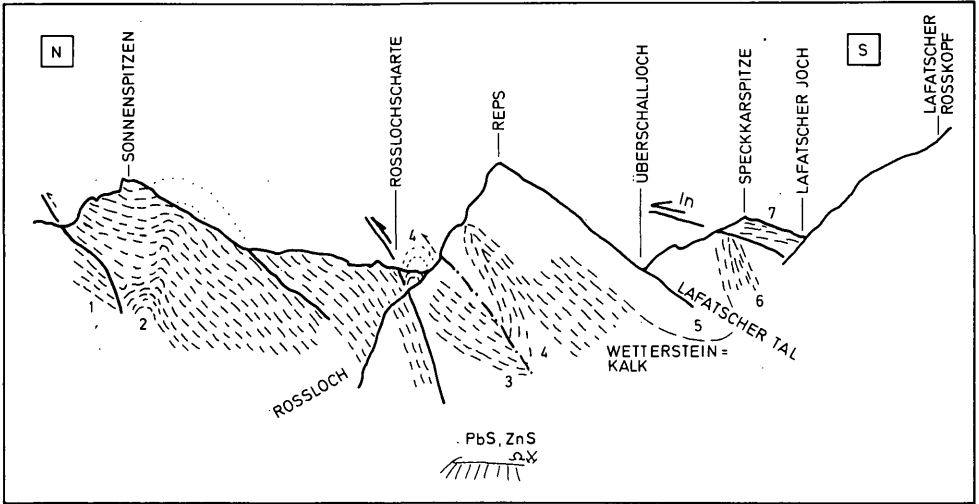 N
SONNENSPITZEN
ROSSLOCHSCHARTE
REPS
ÜBERSCHALLJOCH
SPECKKARSPITZE
LAFATSCHER JOCH
S
LAFATSCHER
ROSSKOPF
In
7
4
1
2
3
4
5
6
LAFATSCHER TAL
WETTERSTEIN=
KALK
ROSSLOCH
PbS, ZnS